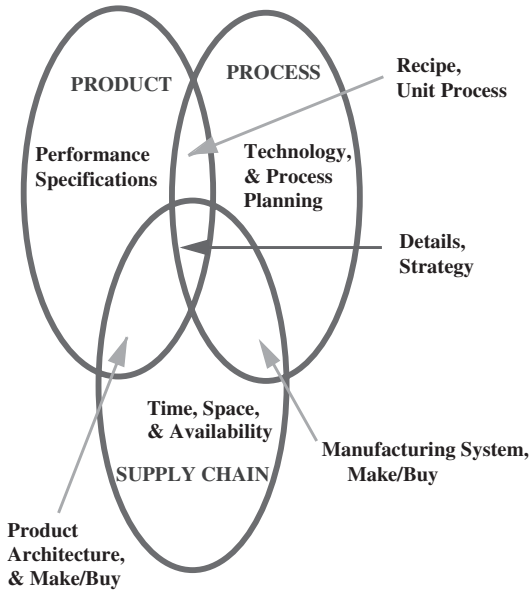 PRODUCT
PROCESS
Recipe,
Unit Process
Performance
Specifications
Technology,
& Process
Planning
Details,
Strategy
Time, Space,
& Availability
SUPPLY CHAIN
Manufacturing System,
Make/Buy
Product
Architecture,
& Make/Buy